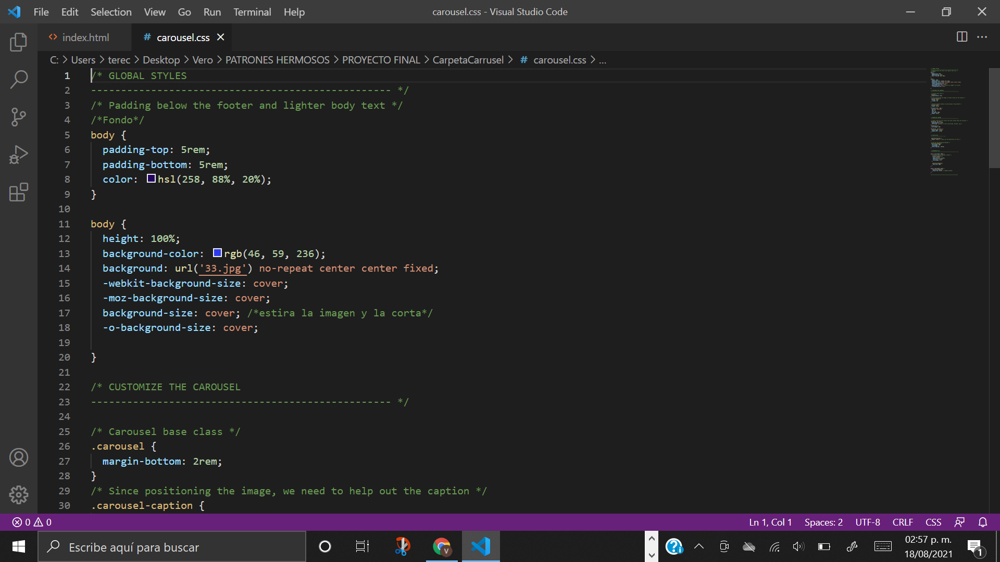 File Edit Selection View Go Run Terminal Help carousel.css - Visual Studio Code
index.html # carousel.css
C: > Users > terec > Desktop > Vero > PATRONES HERMOSOS > PROYECTO FINAL > CarpetaCarrusel > # carousel.css > ...
1 /* GLOBAL STYLES
2 -------------------------------------------------- */
3 /* Padding below the footer and lighter body text */
4 /*Fondo*/
5 body {
6 padding-top: 5rem;
7 padding-bottom: 5rem;
8 color: hsl(258, 88%, 20%);
9 }
10
11 body {
12 height: 100%;
13 background-color: rgb(46, 59, 236);
14 background: url('33.jpg') no-repeat center center fixed;
15 -webkit-background-size: cover;
16 -moz-background-size: cover;
17 background-size: cover; /*estira la imagen y la corta*/
18 -o-background-size: cover;
19
20 }
21
22 /* CUSTOMIZE THE CAROUSEL
23 -------------------------------------------------- */
24
25 /* Carousel base class */
26 .carousel {
27 margin-bottom: 2rem;
28 }
29 /* Since positioning the image, we need to help out the caption */
30 .carousel-caption {
0 0 Ln 1, Col 1 Spaces: 2 UTF-8 CRLF CSS
Escribe aquí para buscar
V
02:57 p. m.
18/08/2021
1